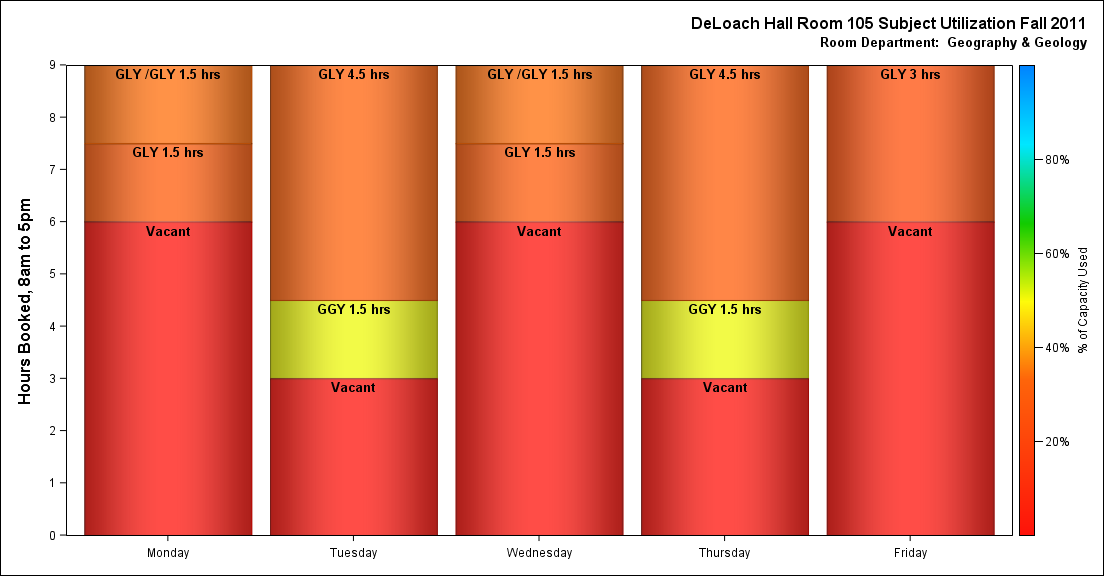 DeLoach Hall Room 105 Subject Utilization Fall 2011
Room Department:  Geography & Geology
Hours Booked, 8am to 5pm
9
8
7
6
5
4
3
2
1
0
GLY /GLY 1.5 hrs
GLY 1.5 hrs
Vacant
GLY 4.5 hrs
GGY 1.5 hrs
Vacant
GLY /GLY 1.5 hrs
GLY 1.5 hrs
Vacant
GLY 4.5 hrs
GGY 1.5 hrs
Vacant
GLY 3 hrs
Vacant
Monday
Tuesday
Wednesday
Thursday
Friday
80%
60%
40%
20%
% of Capacity Used